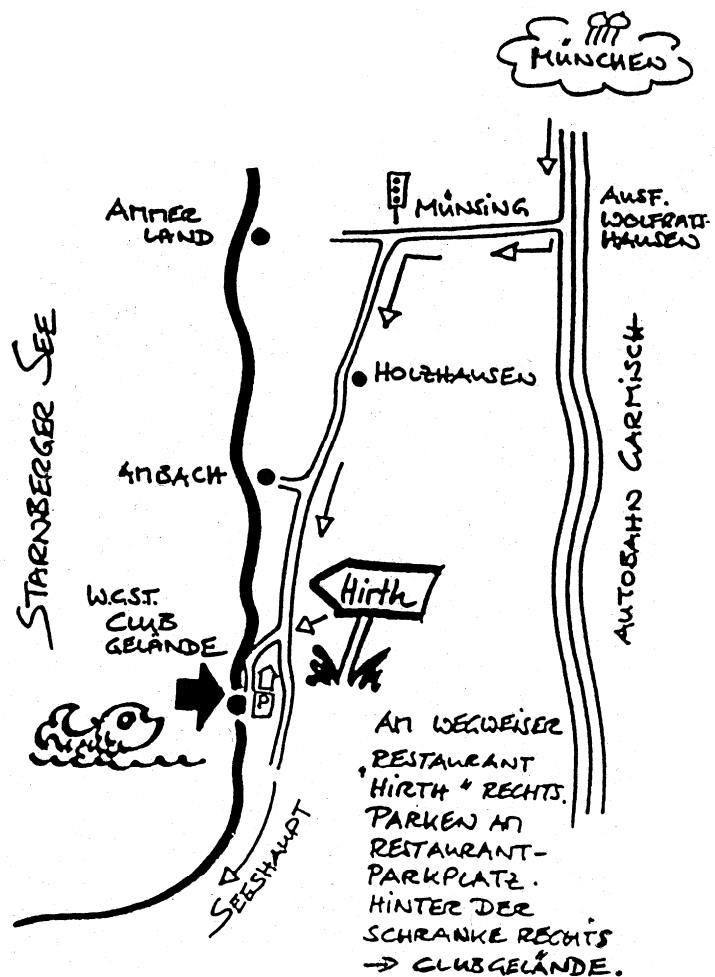 MÜNCHEN
AMMER
LAND
MÜNSING
AUSF.
WOLFRATS-
HAUSEN
HOLZHAUSEN
STARNBERGER SEE
AMBACH
AUTOBAHN GARMISCH
Hirth
W.G.ST.
CLUB
GELÄNDE
P
AM WEGWEISER
RESTAURANT
„HIRTH" RECHTS.
PARKEN AM
RESTAURANT-
PARKPLATZ.
HINTER DER
SCHRANKE RECHTS
→ CLUBGELÄNDE.
SEESHAUPT